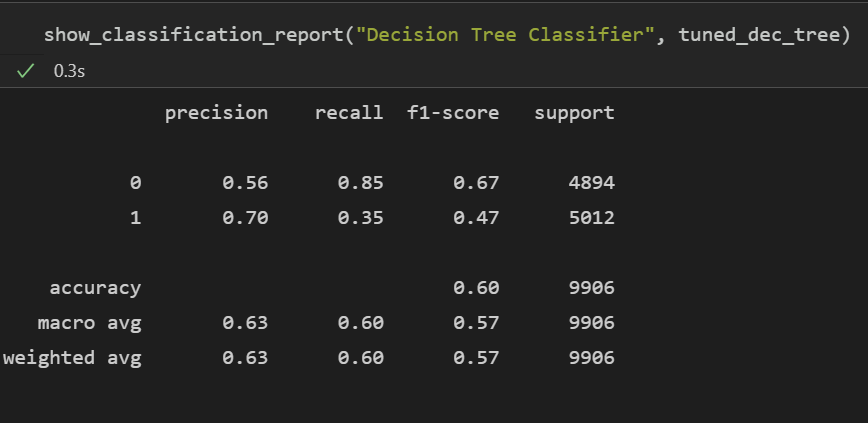 show_classification_report("Decision Tree Classifier", tuned_dec_tree)
✓ 0.3s
precision recall f1-score support
0 0.56 0.85 0.67 4894
1 0.70 0.35 0.47 5012
accuracy 0.60 9906
macro avg 0.63 0.60 0.57 9906
weighted avg 0.63 0.60 0.57 9906